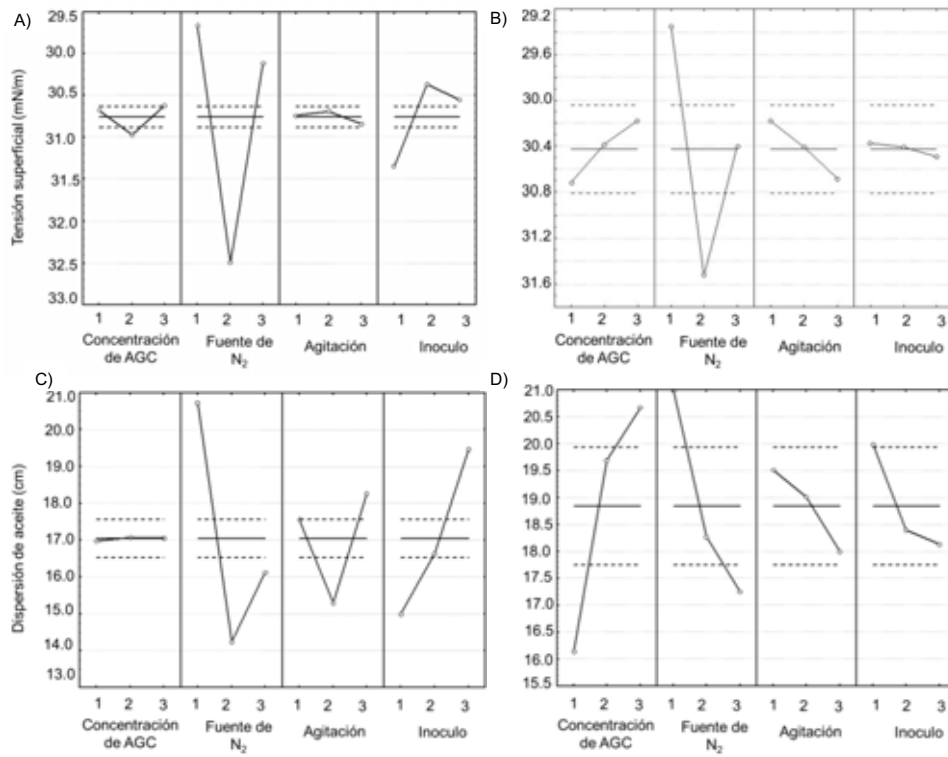 A)
Tensión superficial (mN/m)
29.5
30.0
30.5
31.0
31.5
32.0
32.5
33.0
1 2 3 1 2 3 1 2 3 1 2 3
Concentración de AGC
Fuente de N₂
Agitación
Inoculo
B)
29.2
29.6
30.0
30.4
30.8
31.2
31.6
1 2 3 1 2 3 1 2 3 1 2 3
Concentración de AGC
Fuente de N₂
Agitación
Inoculo
C)
Dispersión de aceite (cm)
21.0
20.0
19.0
18.0
17.0
16.0
15.0
14.0
13.0
1 2 3 1 2 3 1 2 3 1 2 3
Concentración de AGC
Fuente de N₂
Agitación
Inoculo
D)
21.0
20.5
20.0
19.5
19.0
18.5
18.0
17.5
17.0
16.5
16.0
15.5
1 2 3 1 2 3 1 2 3 1 2 3
Concentración de AGC
Fuente de N₂
Agitación
Inoculo